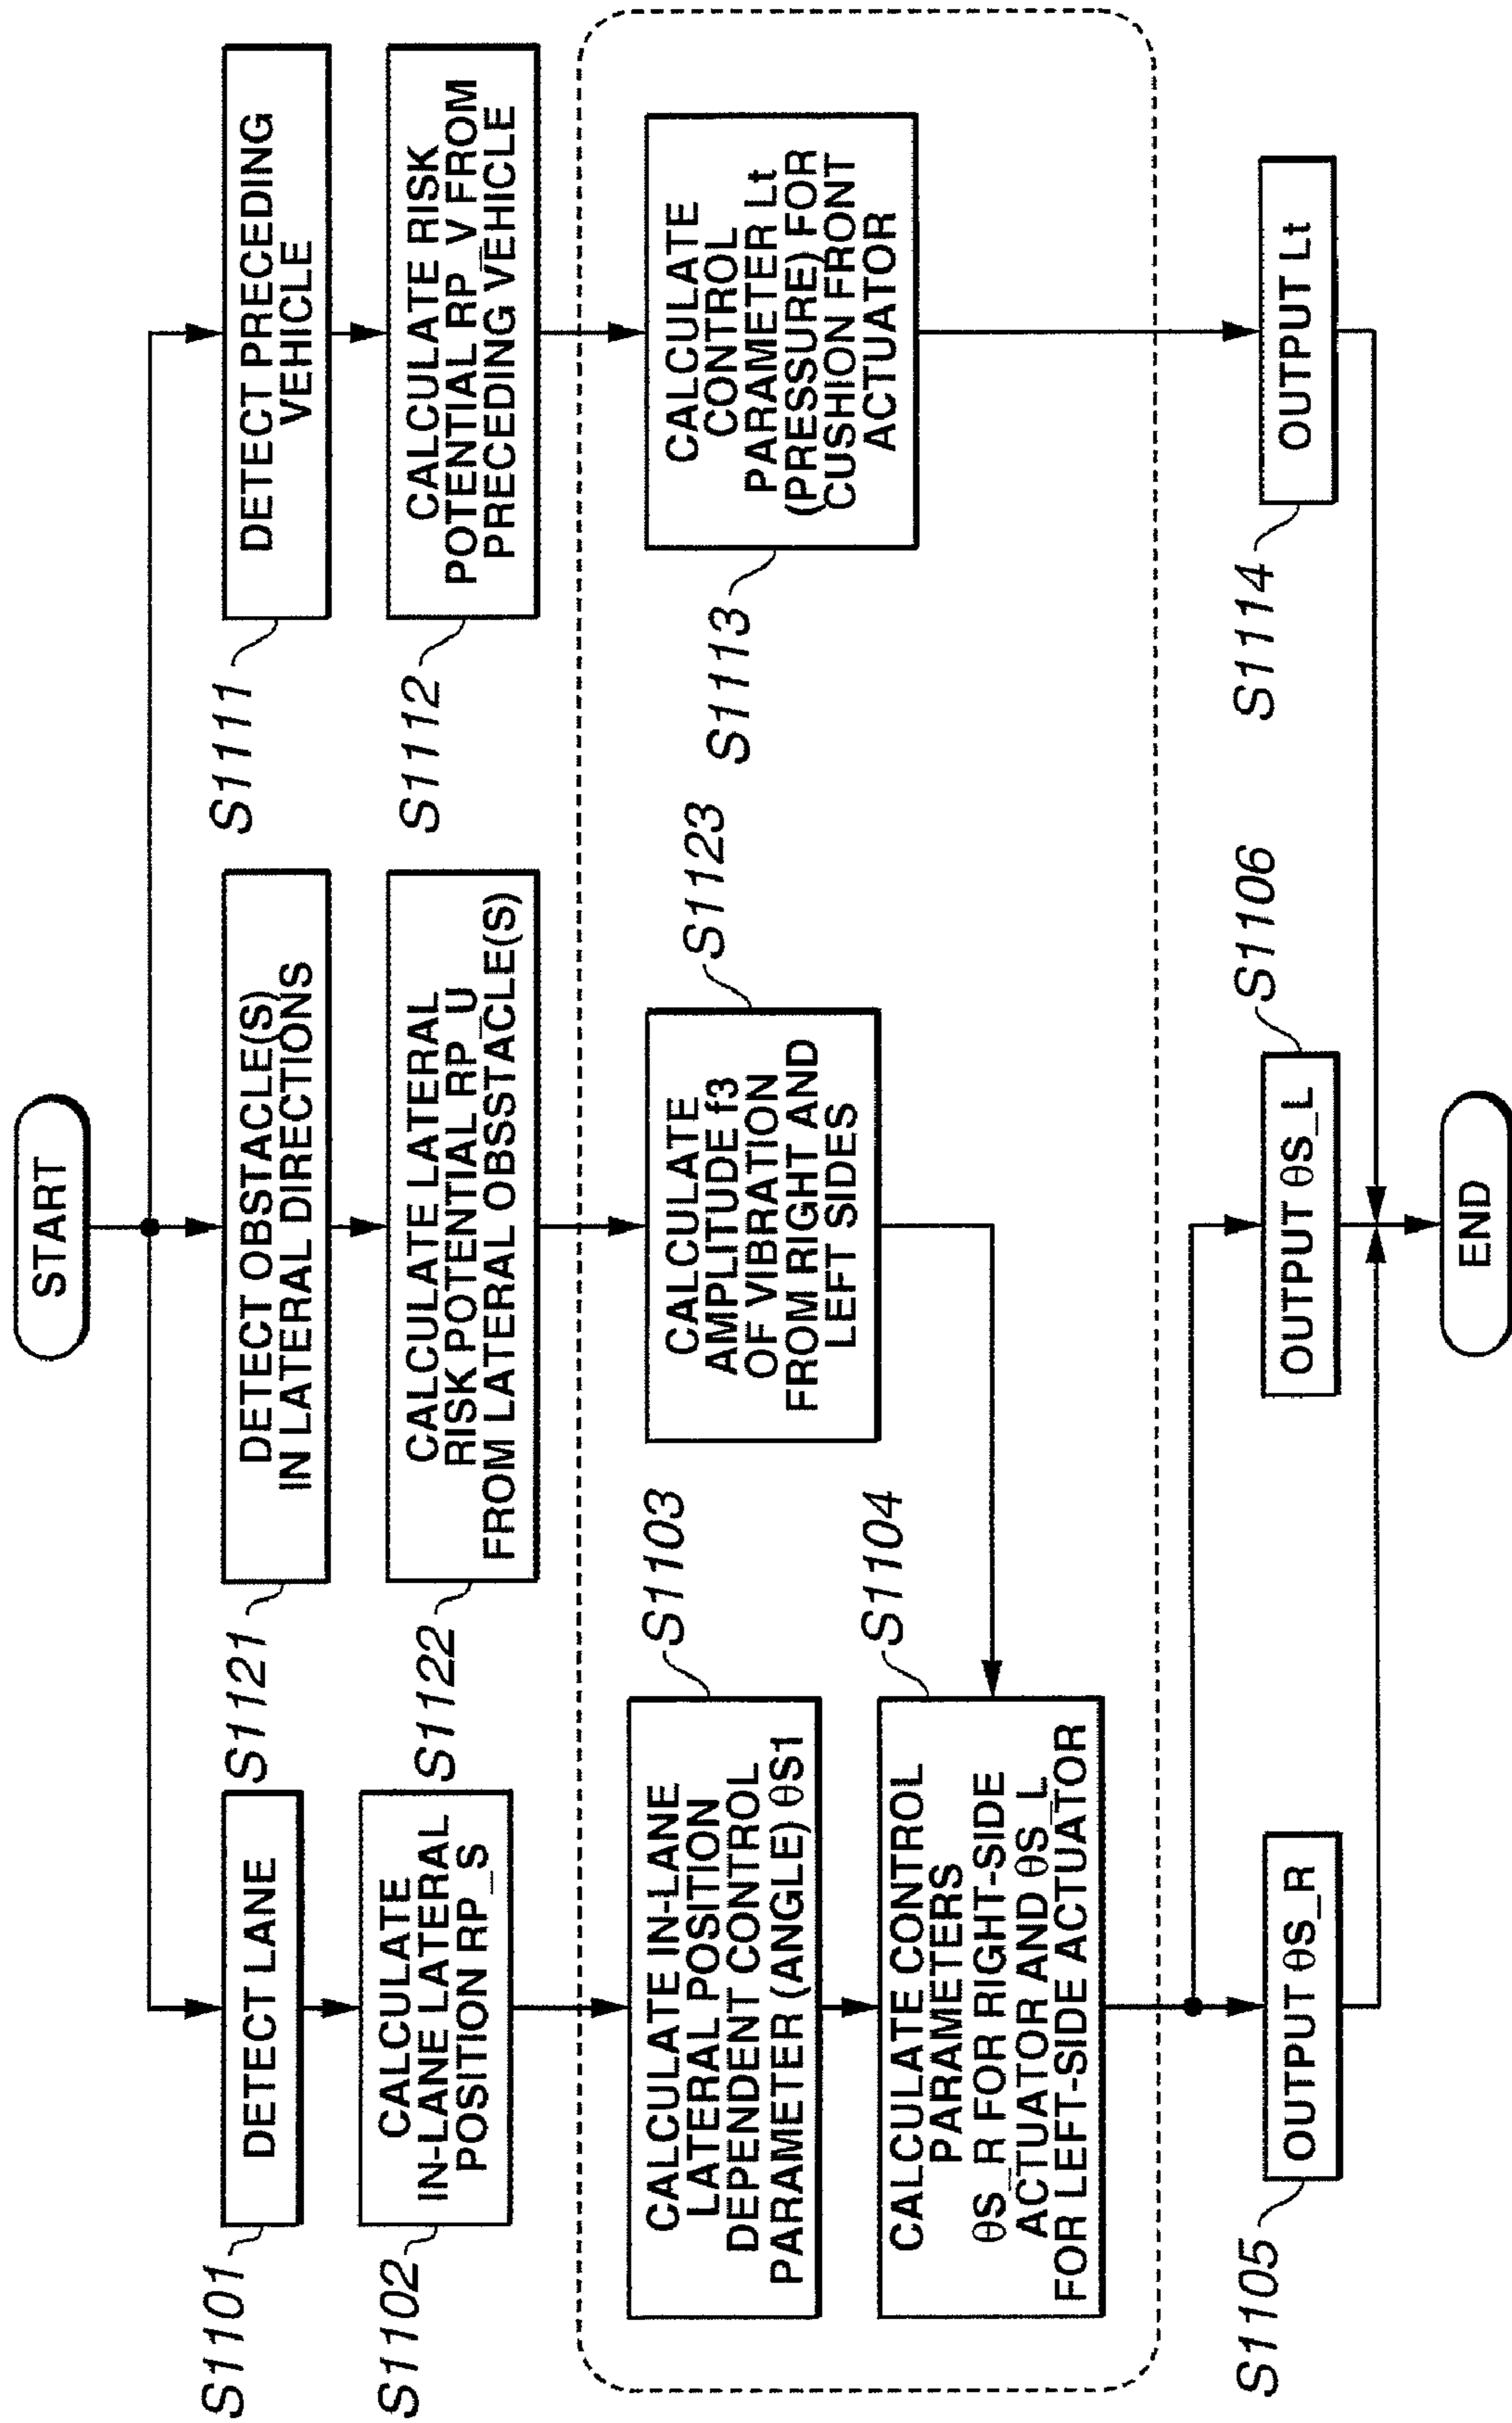 START
S1101
DETECT LANE
S1102
CALCULATE
IN-LANE LATERAL
POSITION RP_S
S1121
DETECT OBSTACLE(S)
IN LATERAL DIRECTIONS
S1122
CALCULATE LATERAL
RISK POTENTIAL RP_U
FROM LATERAL OBSSTACLE(S)
S1111
DETECT PRECEDING
VEHICLE
S1112
CALCULATE RISK
POTENTIAL RP_V FROM
PRECEDING VEHICLE
S1103
CALCULATE IN-LANE
LATERAL POSITION
DEPENDENT CONTROL
PARAMETER (ANGLE) θS1
S1104
CALCULATE CONTROL
PARAMETERS
θS_R FOR RIGHT-SIDE
ACTUATOR AND θS_L
FOR LEFT-SIDE ACTUATOR
S1123
CALCULATE
AMPLITUDE f3
OF VIBRATION
FROM RIGHT AND
LEFT SIDES
S1113
CALCULATE
CONTROL
PARAMETER Lt
(PRESSURE) FOR
CUSHION FRONT
ACTUATOR
S1105
OUTPUT θS_R
S1106
OUTPUT θS_L
S1114
OUTPUT Lt
END